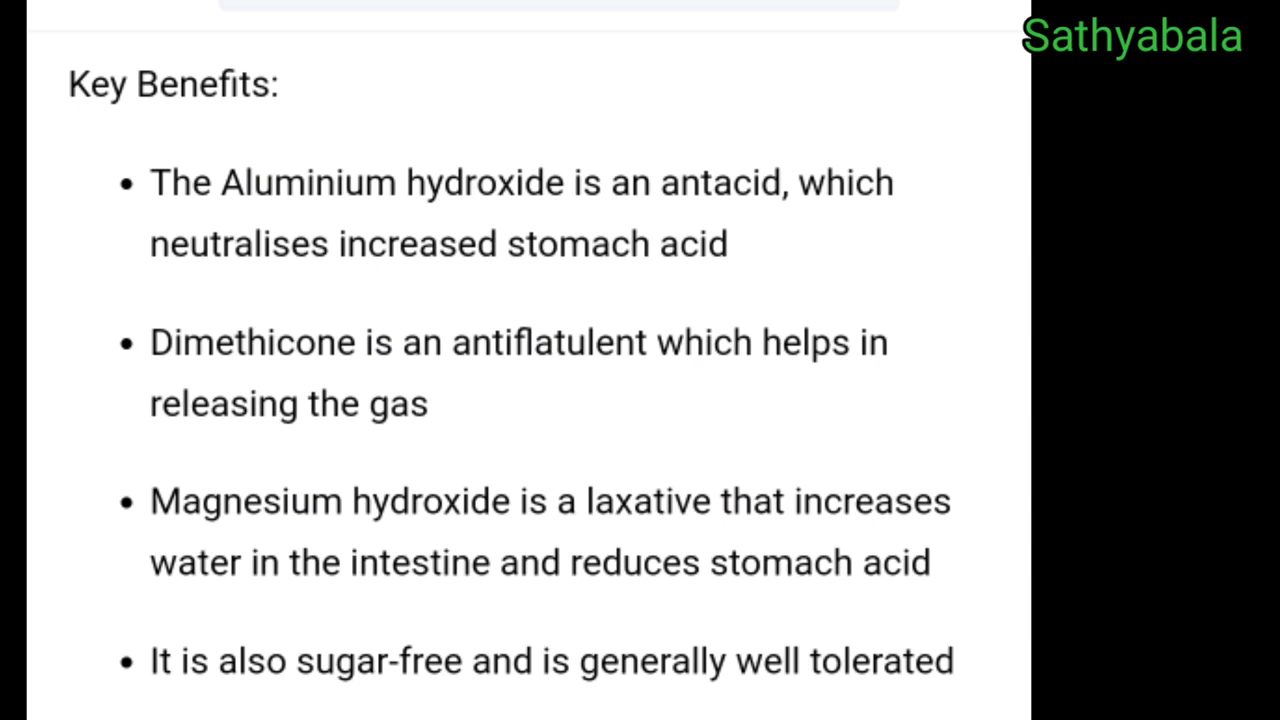 Sathyabala
Key Benefits:
• The Aluminium hydroxide is an antacid, which
neutralises increased stomach acid
• Dimethicone is an antiflatulent which helps in
releasing the gas
• Magnesium hydroxide is a laxative that increases
water in the intestine and reduces stomach acid
• It is also sugar-free and is generally well tolerated